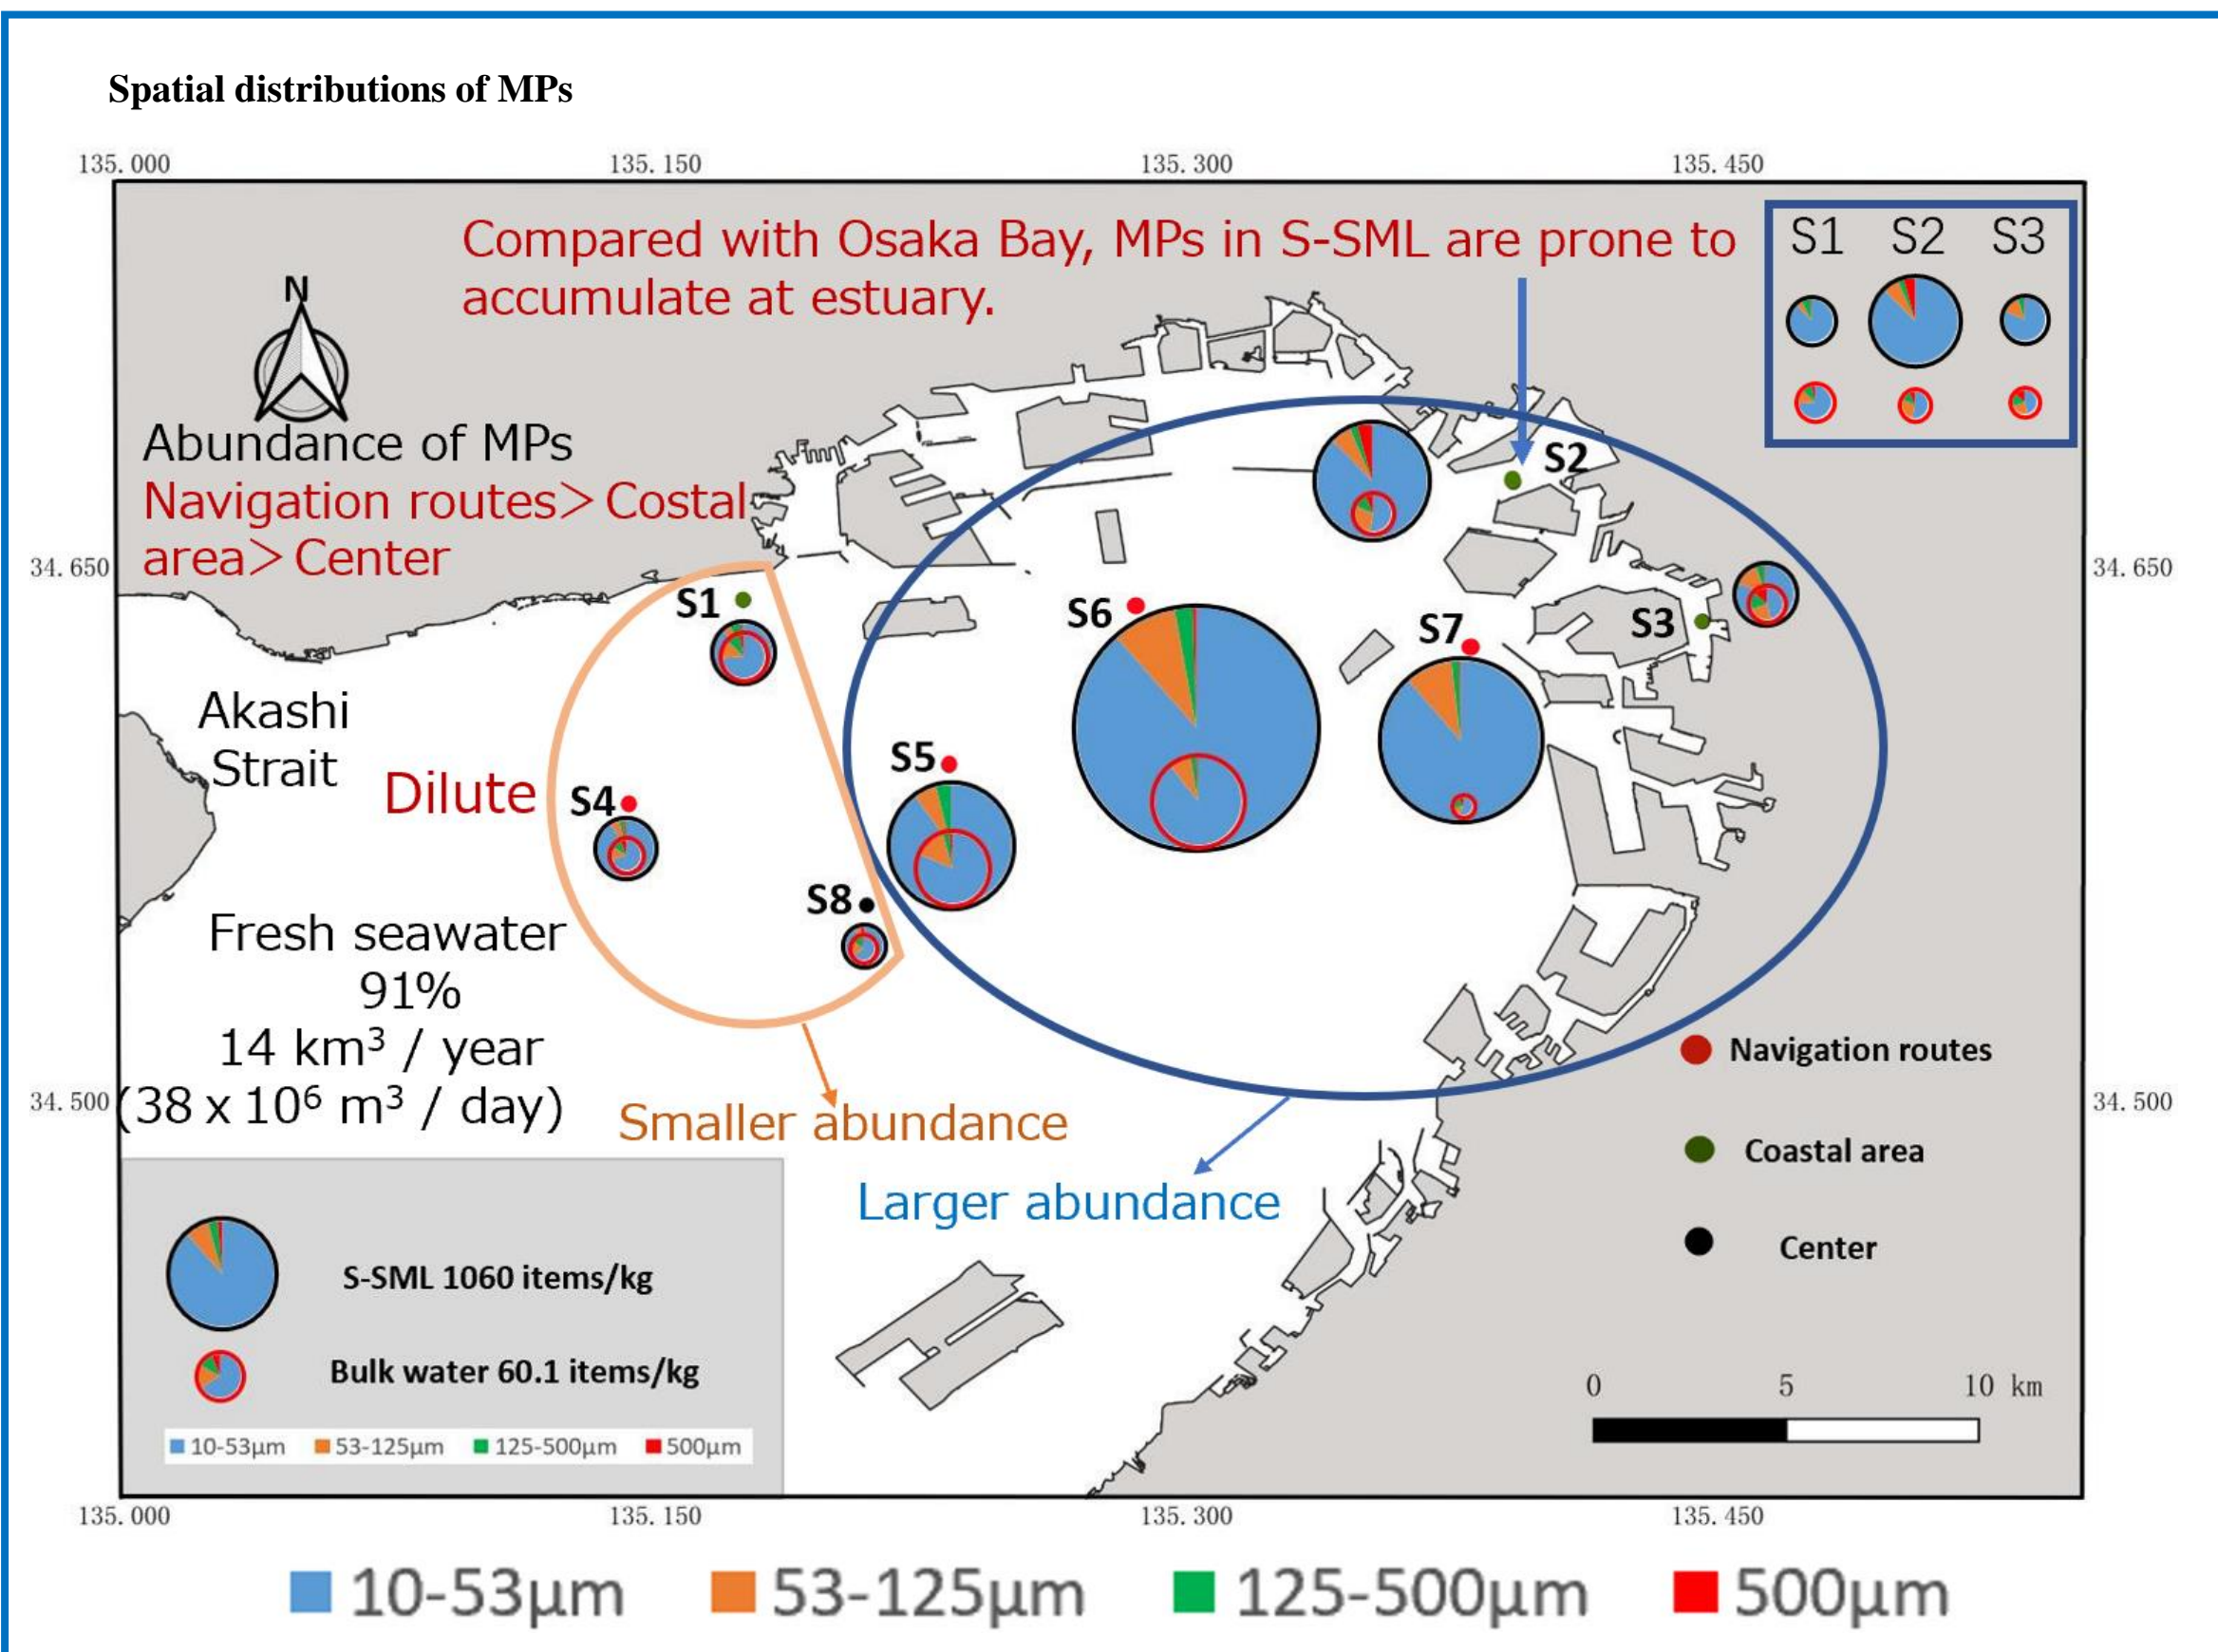 Spatial distributions of MPs
135.000 135.150 135.300 135.450
Compared with Osaka Bay, MPs in S-SML are prone to
accumulate at estuary.
S1 S2 S3
N
Abundance of MPs
Navigation routes＞Costal
area＞Center
S2
34.650
34.650
S1
S6
S7
S3
Akashi
Strait
Dilute
S4
S5
S8
Fresh seawater
91%
14 km³ / year
(38 x 10⁶ m³ / day)
34.500
34.500
Smaller abundance
Larger abundance
Navigation routes
Coastal area
Center
S-SML 1060 items/kg
Bulk water 60.1 items/kg
10-53μm 53-125μm 125-500μm 500μm
0 5 10 km
135.000 135.150 135.300 135.450
10-53μm 53-125μm 125-500μm 500μm